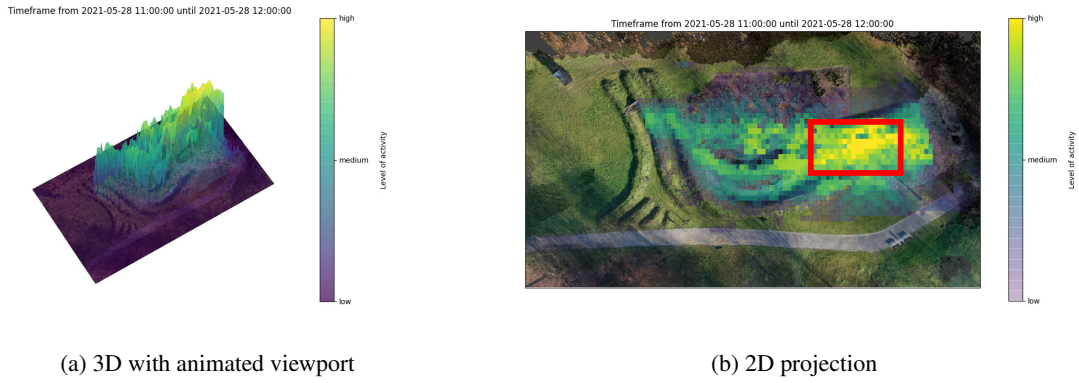 Timeframe from 2021-05-28 11:00:00 until 2021-05-28 12:00:00
high
medium
low
Level of activity
(a) 3D with animated viewport
Timeframe from 2021-05-28 11:00:00 until 2021-05-28 12:00:00
high
medium
low
Level of activity
(b) 2D projection